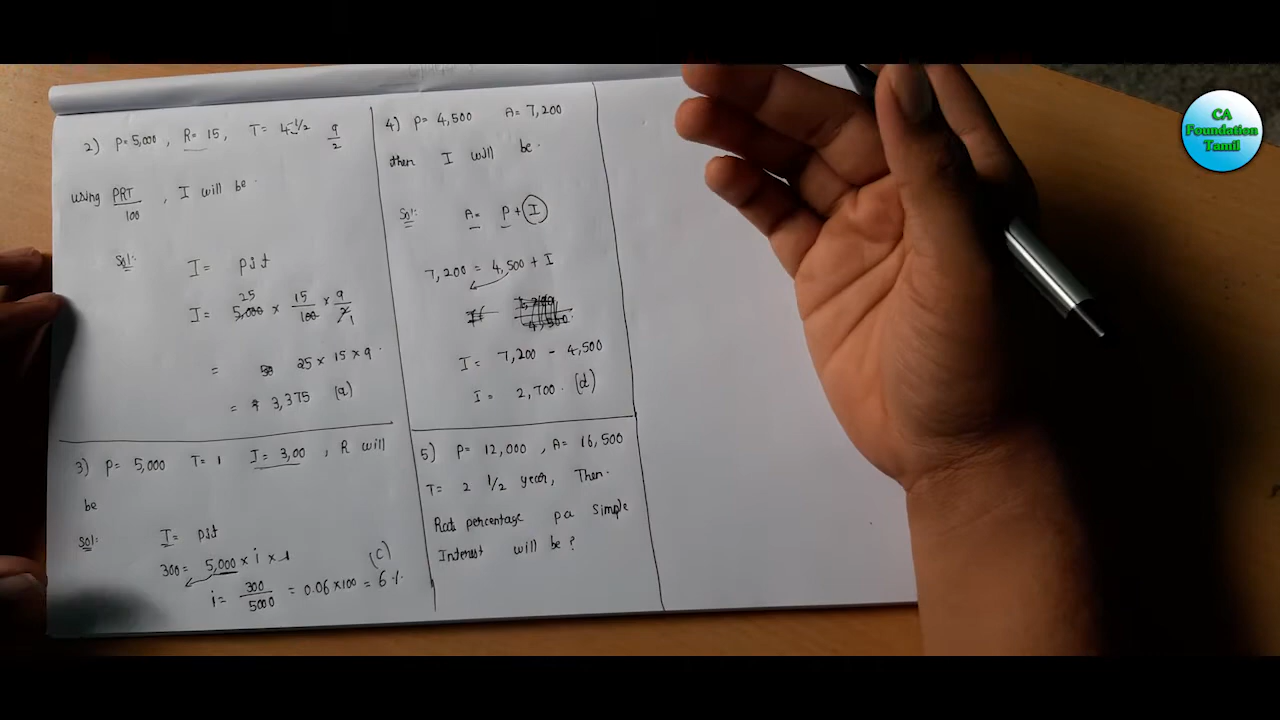 2) P= 5,000 , R= 15, T= 4 1/2 9/2
using PRT/100 , I will be
Sol:
I = pit
25
I = 5,000 × 15/100 × 9/2 1
= 25 × 15 × 9
= ₹ 3,375 (a)
3) P= 5,000 T= 1 I= 3,00 , R will
be
Sol: I = pit
300 = 5,000 × i × 1
i = 300/5000 = 0.06 × 100 = 6 % (c)
4) P= 4,500 A= 7,200
then I will be.
Sol: A= P + I
7,200 = 4,500 + I
I = 7,200 - 4,500
I = 2,700. (d)
5) P= 12,000 , A= 16,500
T= 2 1/2 year, Then.
Rate percentage pa simple
Interest will be ?
CA
Foundation
Tamil